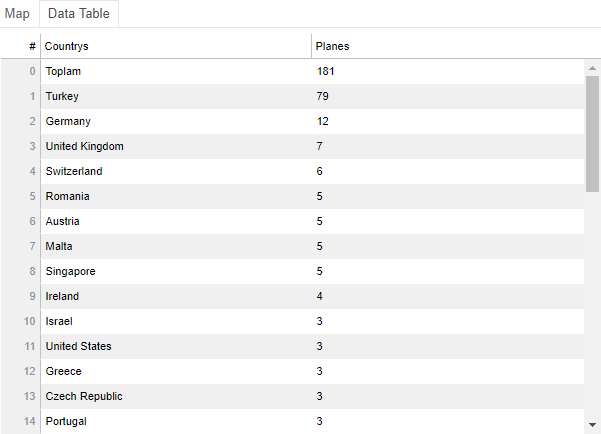 Map Data Table
# Countrys Planes
0 Toplam 181
1 Turkey 79
2 Germany 12
3 United Kingdom 7
4 Switzerland 6
5 Romania 5
6 Austria 5
7 Malta 5
8 Singapore 5
9 Ireland 4
10 Israel 3
11 United States 3
12 Greece 3
13 Czech Republic 3
14 Portugal 3